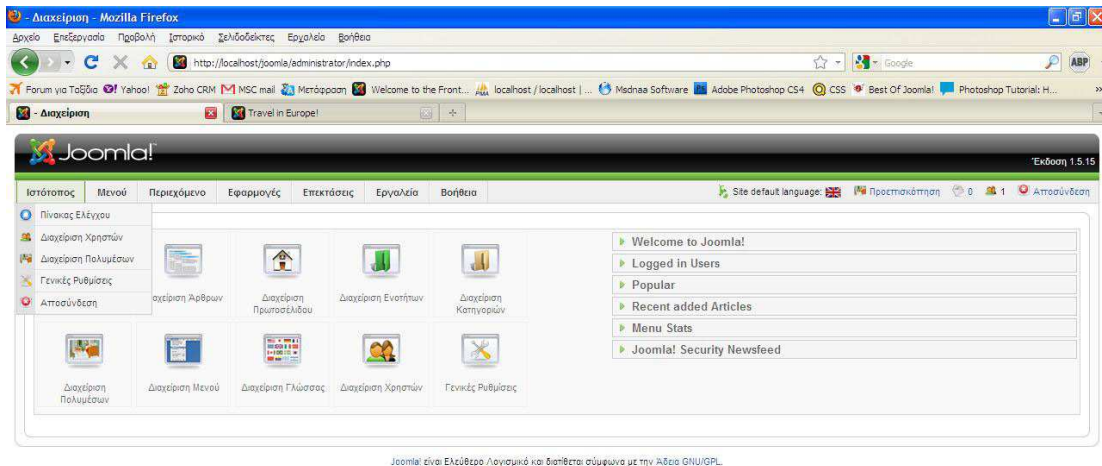 - Διαχείριση - Mozilla Firefox
Αρχείο Επεξεργασία Προβολή Ιστορικό Σελιδοδείκτες Εργαλεία Βοήθεια
http://localhost/joomla/administrator/index.php
Google
ABP
Forum για Ταξίδια Yahoo! Zoho CRM MSC mail Μετάφραση Welcome to the Front... localhost / localhost | ... Msdnaa Software Adobe Photoshop CS4 CSS Best Of Joomla! Photoshop Tutorial: H...
- Διαχείριση
Travel in Europe!
Joomla!
Έκδοση 1.5.15
Ιστότοπος Μενού Περιεχόμενο Εφαρμογές Επεκτάσεις Εργαλεία Βοήθεια
Site default language: Προεπισκόπηση 0 1 Αποσύνδεση
Πίνακας Ελέγχου
Διαχείριση Χρηστών
Διαχείριση Πολυμέσων
Γενικές Ρυθμίσεις
Αποσύνδεση
αχείριση Άρθρων
Διαχείριση Πρωτοσέλιδου
Διαχείριση Ενοτήτων
Διαχείριση Κατηγοριών
Διαχείριση Πολυμέσων
Διαχείριση Μενού
Διαχείριση Γλώσσας
Διαχείριση Χρηστών
Γενικές Ρυθμίσεις
Welcome to Joomla!
Logged in Users
Popular
Recent added Articles
Menu Stats
Joomla! Security Newsfeed
Joomla! είναι Ελεύθερο Λογισμικό και διατίθεται σύμφωνα με την Άδεια GNU/GPL.